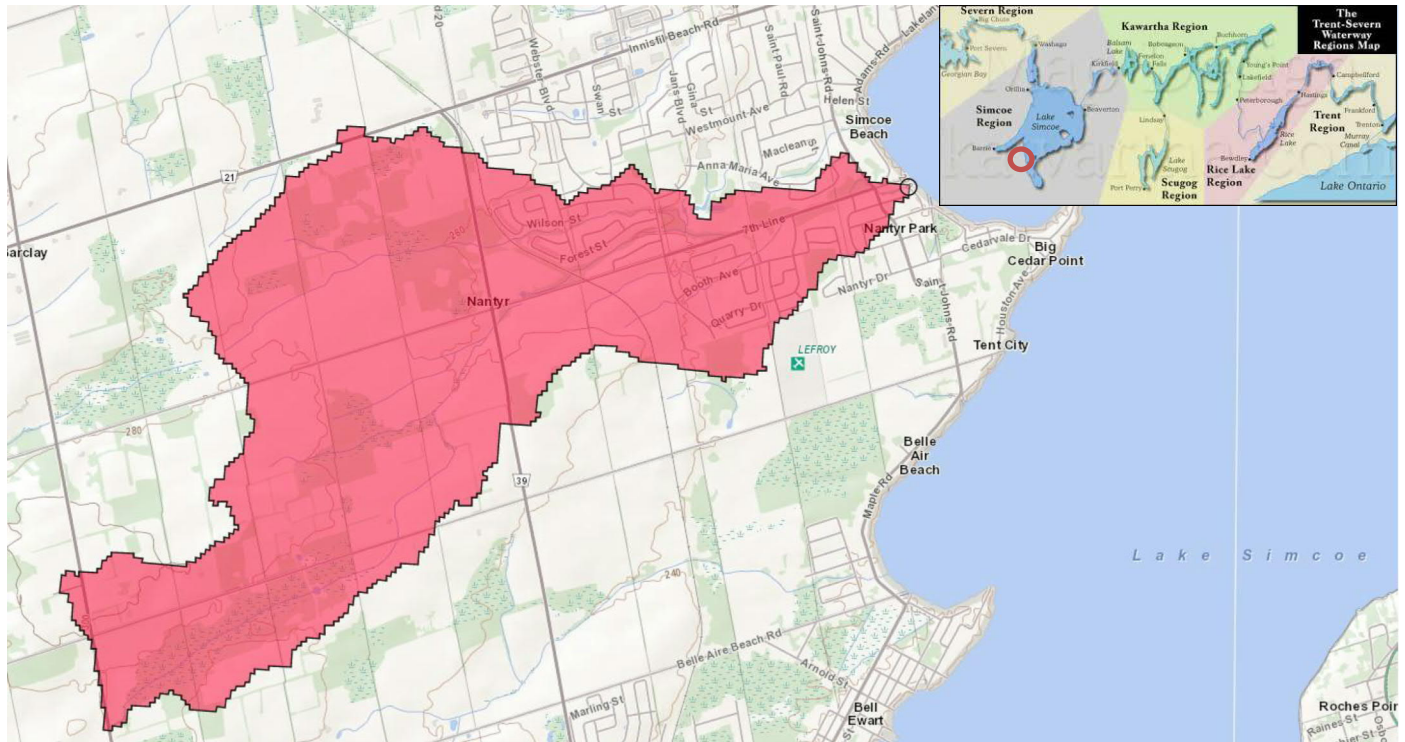 20
Innisfil-Beach-Rd
Saint-Johns-Rd
Adams-Rd
Saint Paul Rd
Webster Blvd
Swan
St
Jans-Blvd
Gina
St
Westmount-Ave
Helen St
Simcoe
Beach
Maclean St
Anna-Maria-Ave
21
Wilson-St
260
Forest St
7th-Line
Nantyr Park
Cedarvale Dr
Big
Cedar Point
Booth Ave
Nantyr
Nantyr-Dr
Saint-Johns-Rd
Houston-Ave
Quarry Dr
Tent City
LEFROY
280
39
Belle
Air
Beach
Maple-Rd
240
Lake Simcoe
Belle Aire Beach Rd
Arnold St
Marling-St
Bell
Ewart
St
Roches Poin
Raines St
The
Trent-Severn
Waterway
Regions Map
Severn Region
Big Chute
Port Severn
Georgian Bay
Washago
Orillia
Simcoe
Region
Lake
Simcoe
Barrie
Beaverton
Kawartha Region
Kirkfield
Balsam
Lake
Fenelon
Falls
Bobcaygeon
Buckhorn
Young's Point
Lakefield
Peterborough
Lindsay
Lake
Scugog
Port Perry
Scugog
Region
Hastings
Rice
Lake
Bewdley
Rice Lake
Region
Campbellford
Trent
Region
Frankford
Trenton
Murray
Canal
Lake Ontario